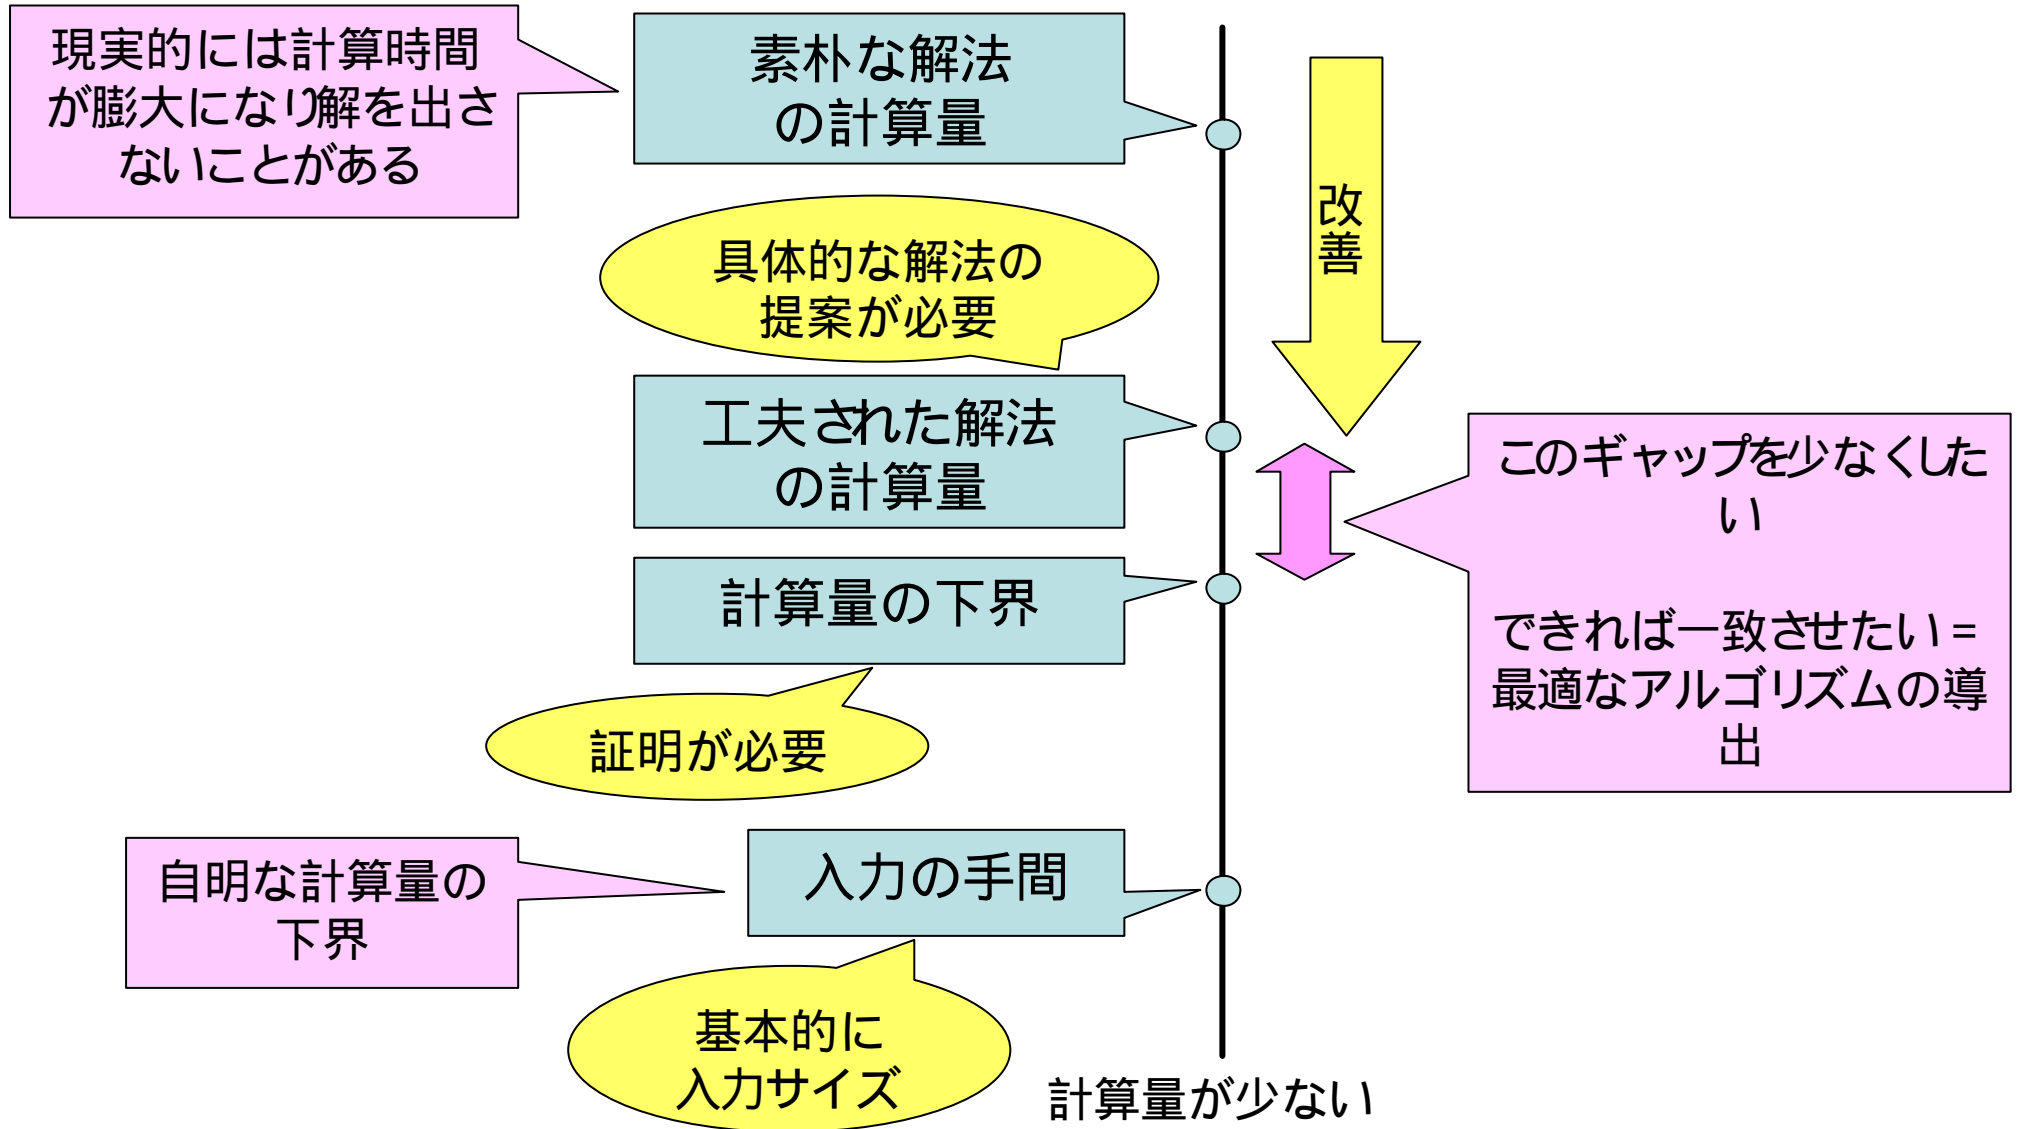 現実的には計算時間
が膨大になり解を出さ
ないことがある
素朴な解法
の計算量
改善
具体的な解法の
提案が必要
工夫された解法
の計算量
このギャップを少なくした
い
できれば一致させたい=
最適なアルゴリズムの導
出
計算量の下界
証明が必要
入力の手間
自明な計算量の
下界
基本的に
入力サイズ
計算量が少ない